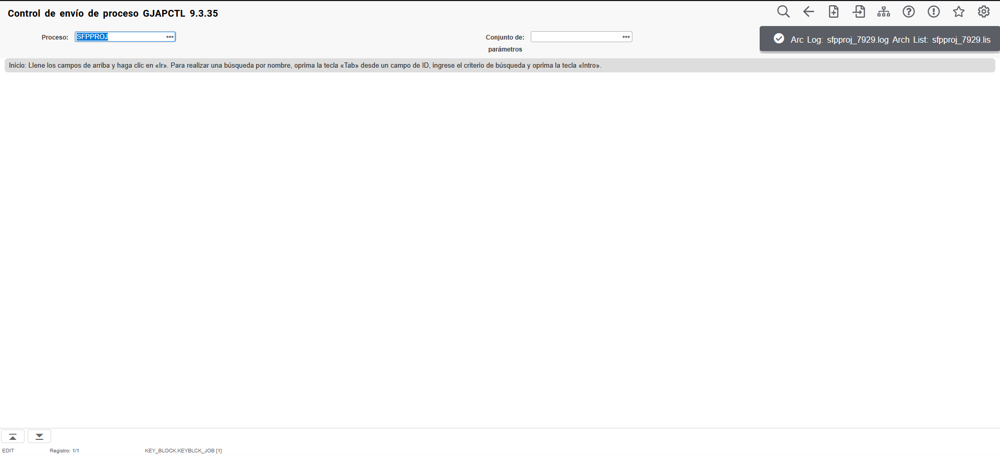 Control de envío de proceso GJAPCTL 9.3.35
Proceso: SFPPROJ
Conjunto de: parámetros
Arc Log: sfpproj_7929.log Arch List: sfpproj_7929.lis
Inicio: Llene los campos de arriba y haga clic en «Ir». Para realizar una búsqueda por nombre, oprima la tecla «Tab» desde un campo de ID, ingrese el criterio de búsqueda y oprima la tecla «Intro».
EDIT Registro: 1/1 KEY_BLOCK.KEYBLCK_JOB [1]